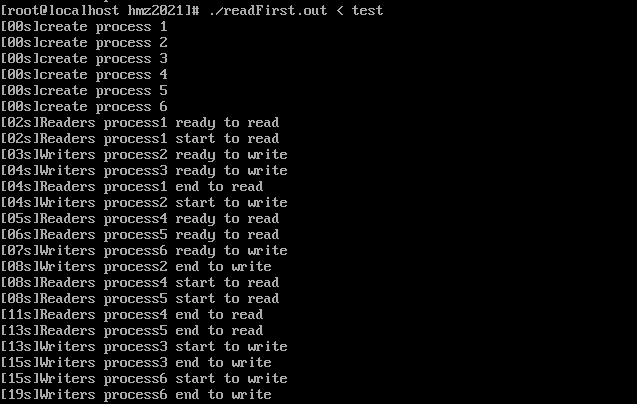 [root@localhost hmz2021]# ./readFirst.out < test
[00s]create process 1
[00s]create process 2
[00s]create process 3
[00s]create process 4
[00s]create process 5
[00s]create process 6
[02s]Readers process1 ready to read
[02s]Readers process1 start to read
[03s]Writers process2 ready to write
[04s]Writers process3 ready to write
[04s]Readers process1 end to read
[04s]Writers process2 start to write
[05s]Readers process4 ready to read
[06s]Readers process5 ready to read
[07s]Writers process6 ready to write
[08s]Writers process2 end to write
[08s]Readers process4 start to read
[08s]Readers process5 start to read
[11s]Readers process4 end to read
[13s]Readers process5 end to read
[13s]Writers process3 start to write
[15s]Writers process3 end to write
[15s]Writers process6 start to write
[19s]Writers process6 end to write